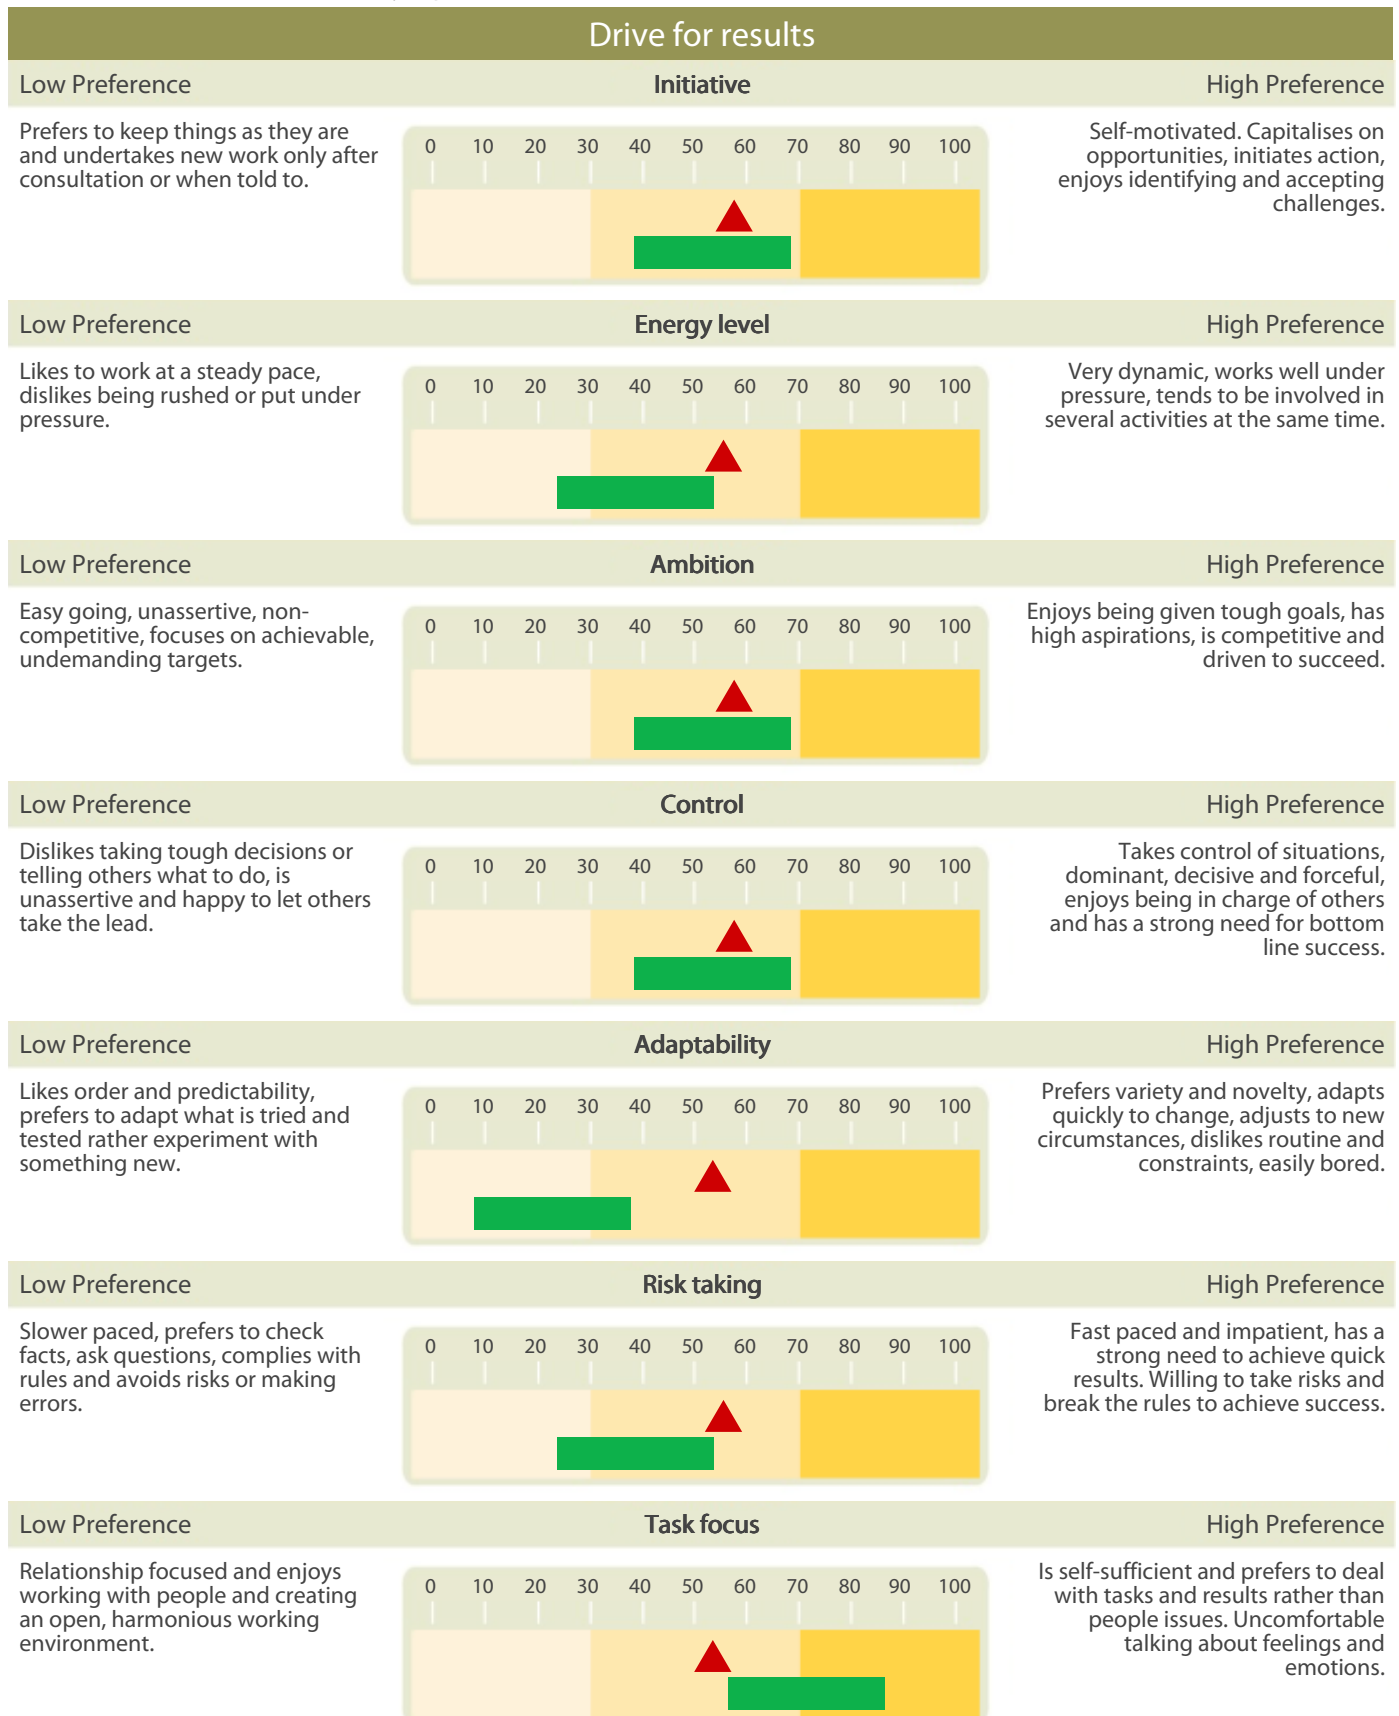 Drive for results
Low Preference Initiative High Preference
Prefers to keep things as they are
and undertakes new work only after
consultation or when told to.
0 10 20 30 40 50 60 70 80 90 100
Self-motivated. Capitalises on
opportunities, initiates action,
enjoys identifying and accepting
challenges.
Low Preference Energy level High Preference
Likes to work at a steady pace,
dislikes being rushed or put under
pressure.
0 10 20 30 40 50 60 70 80 90 100
Very dynamic, works well under
pressure, tends to be involved in
several activities at the same time.
Low Preference Ambition High Preference
Easy going, unassertive, non-
competitive, focuses on achievable,
undemanding targets.
0 10 20 30 40 50 60 70 80 90 100
Enjoys being given tough goals, has
high aspirations, is competitive and
driven to succeed.
Low Preference Control High Preference
Dislikes taking tough decisions or
telling others what to do, is
unassertive and happy to let others
take the lead.
0 10 20 30 40 50 60 70 80 90 100
Takes control of situations,
dominant, decisive and forceful,
enjoys being in charge of others
and has a strong need for bottom
line success.
Low Preference Adaptability High Preference
Likes order and predictability,
prefers to adapt what is tried and
tested rather experiment with
something new.
0 10 20 30 40 50 60 70 80 90 100
Prefers variety and novelty, adapts
quickly to change, adjusts to new
circumstances, dislikes routine and
constraints, easily bored.
Low Preference Risk taking High Preference
Slower paced, prefers to check
facts, ask questions, complies with
rules and avoids risks or making
errors.
0 10 20 30 40 50 60 70 80 90 100
Fast paced and impatient, has a
strong need to achieve quick
results. Willing to take risks and
break the rules to achieve success.
Low Preference Task focus High Preference
Relationship focused and enjoys
working with people and creating
an open, harmonious working
environment.
0 10 20 30 40 50 60 70 80 90 100
Is self-sufficient and prefers to deal
with tasks and results rather than
people issues. Uncomfortable
talking about feelings and
emotions.